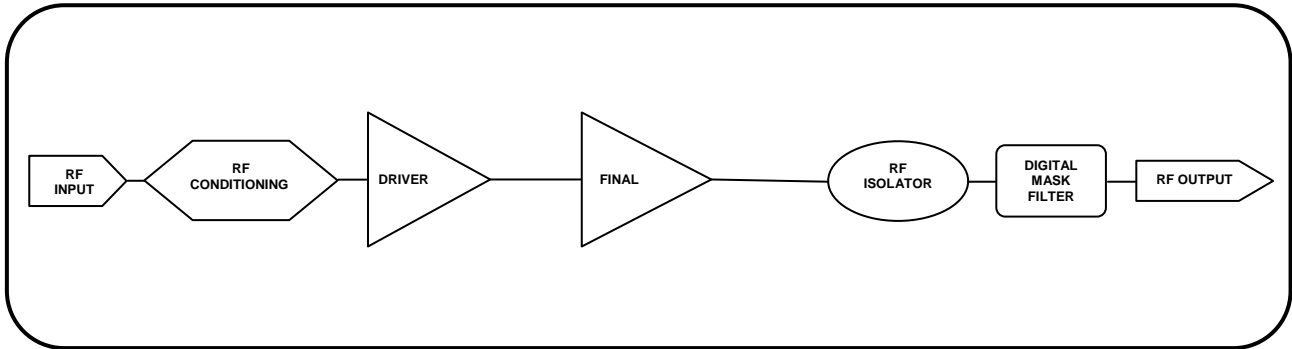 RF
INPUT
RF
CONDITIONING
DRIVER
FINAL
RF
ISOLATOR
DIGITAL
MASK
FILTER
RF OUTPUT